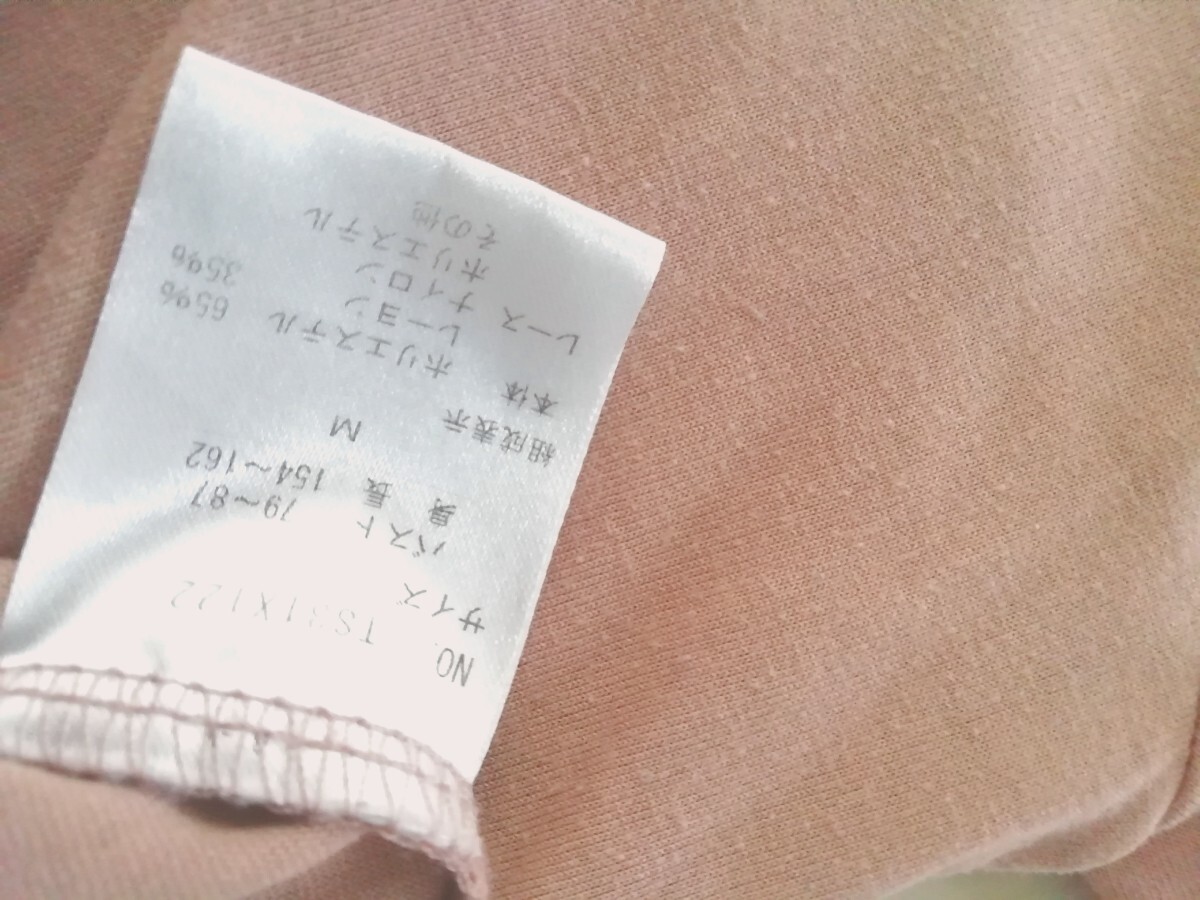 NO. TS31X122
サイズ
バスト 79〜87
身 長 154〜162
M
組成表示
本体
ポリエステル 65%
レーヨン 35%
レース ナイロン
ポリエステル
その他